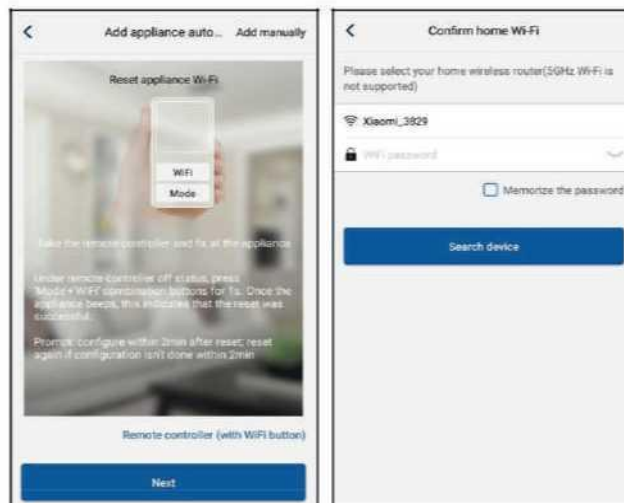 Add appliance auto... Add manually
Reset appliance Wi-Fi
WiFi
Mode
Take the remote controller and fix at the appliance
Under remote controller off status, press
"Mode+WiFi" combination buttons for 1s. Once the
appliance beeps, this indicates that the reset was
successful.
Prompt: configure within 2min after reset; reset
again if configuration isn't done within 2min
Remote controller (with WiFi button)
Next
Confirm home Wi-Fi
Please select your home wireless router(5GHz Wi-Fi is
not supported)
Xiaomi_3829
WiFi password
Memorize the password
Search device